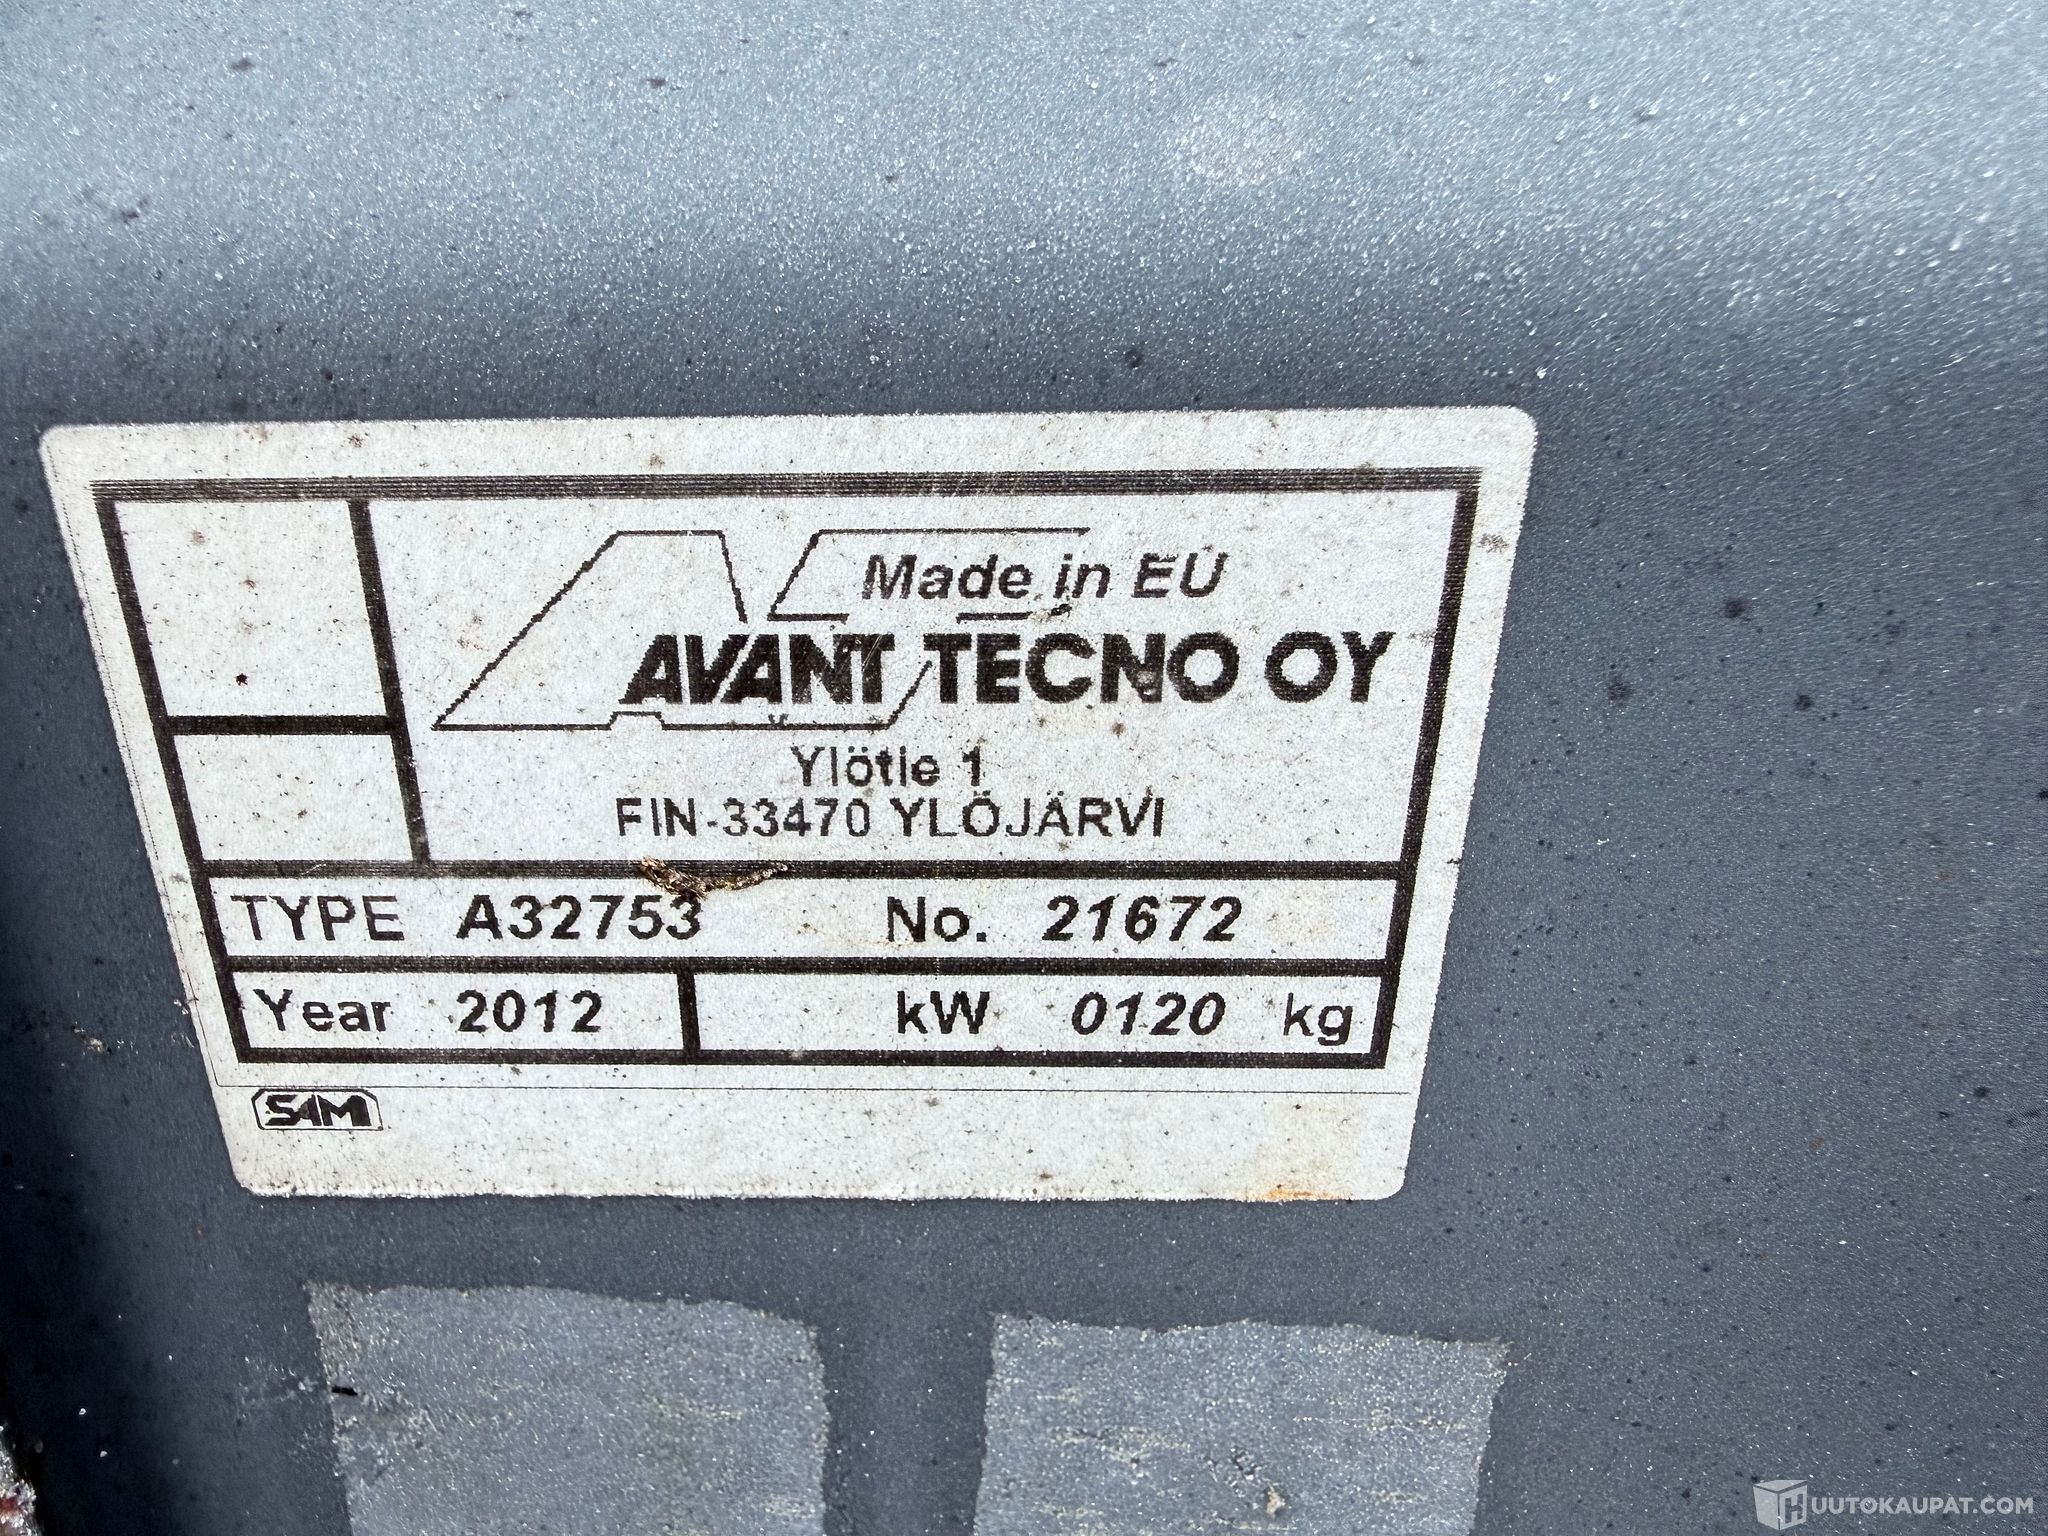 Made in EU
AVANT TECNO OY
Ylötie 1
FIN-33470 YLÖJÄRVI
TYPE A32753 No. 21672
Year 2012 kW 0120 kg
SAM
HUUTOKAUPAT.COM